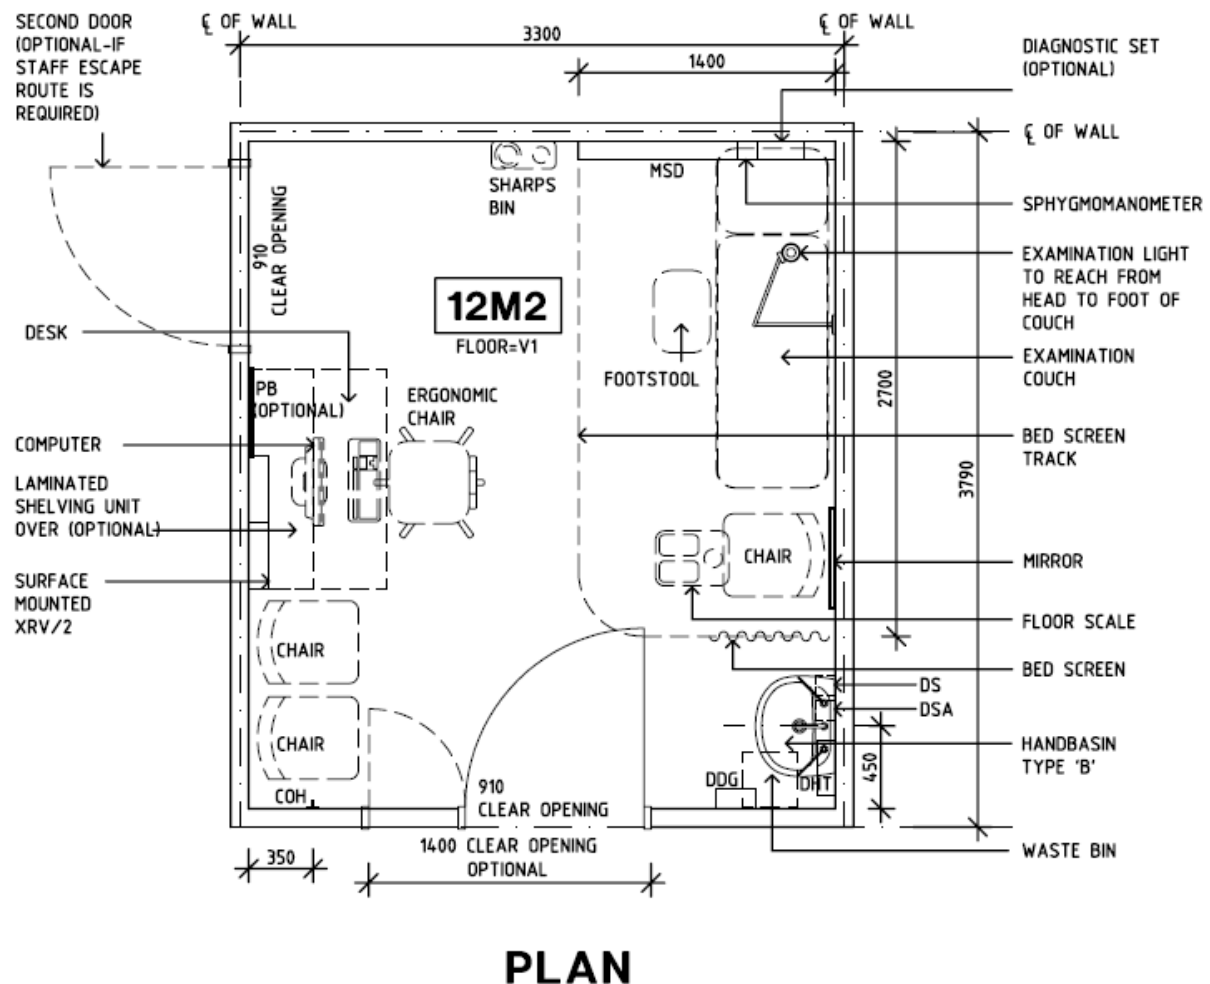 SECOND DOOR
(OPTIONAL-IF
STAFF ESCAPE
ROUTE IS
REQUIRED)
℄ OF WALL
3300
℄ OF WALL
1400
DIAGNOSTIC SET
(OPTIONAL)
℄ OF WALL
MSD
SHARPS
BIN
910
CLEAR OPENING
SPHYGMOMANOMETER
EXAMINATION LIGHT
TO REACH FROM
HEAD TO FOOT OF
COUCH
12M2
FLOOR=V1
DESK
FOOTSTOOL
EXAMINATION
COUCH
2700
PB
(OPTIONAL)
ERGONOMIC
CHAIR
COMPUTER
BED SCREEN
TRACK
3790
LAMINATED
SHELVING UNIT
OVER (OPTIONAL)
CHAIR
MIRROR
SURFACE
MOUNTED
XRV/2
FLOOR SCALE
CHAIR
BED SCREEN
DS
DSA
CHAIR
HANDBASIN
TYPE 'B'
450
DDG
DHT
COH
910
CLEAR OPENING
350
1400 CLEAR OPENING
OPTIONAL
WASTE BIN
PLAN